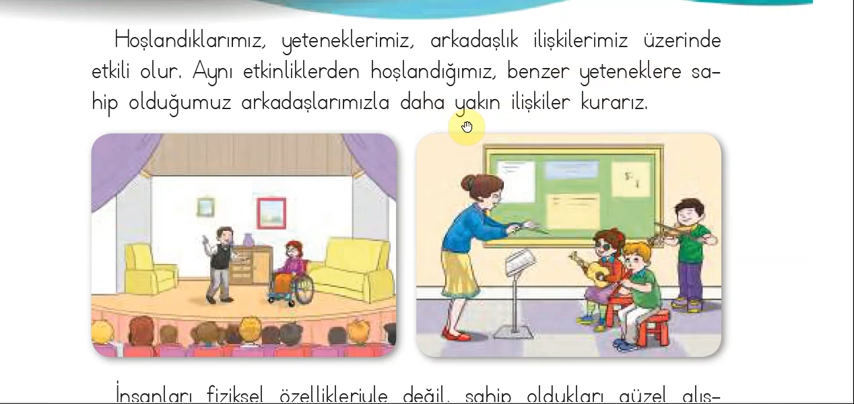 Hoşlandıklarımız, yeteneklerimiz, arkadaşlık ilişkilerimiz üzerinde
etkili olur. Aynı etkinliklerden hoşlandığımız, benzer yeteneklere sa-
hip olduğumuz arkadaşlarımızla daha yakın ilişkiler kurarız.
İnsanları fiziksel özellikleriyle değil, sahip oldukları güzel alış-